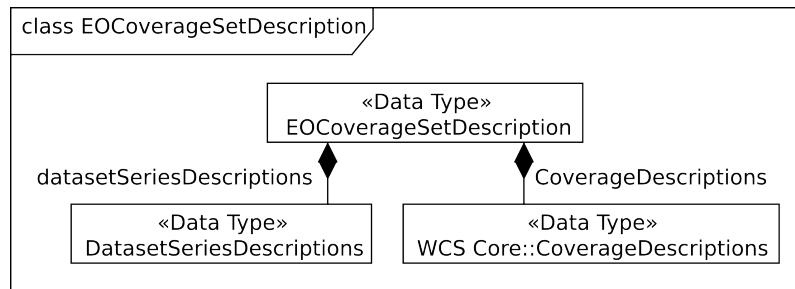 class EOCoverageSetDescription
«Data Type»
EOCoverageSetDescription
datasetSeriesDescriptions
CoverageDescriptions
«Data Type»
DatasetSeriesDescriptions
«Data Type»
WCS Core::CoverageDescriptions